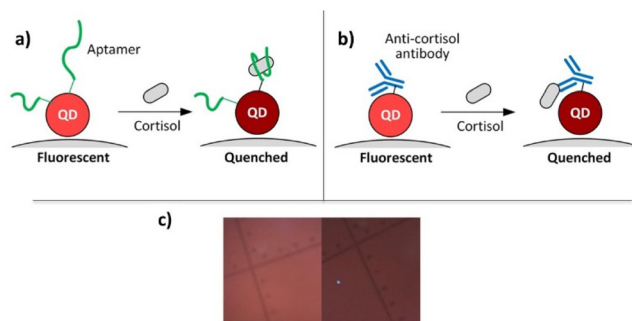 a)
Aptamer
QD
Cortisol
QD
Fluorescent
Quenched
b)
Anti-cortisol
antibody
QD
Cortisol
QD
Fluorescent
Quenched
c)